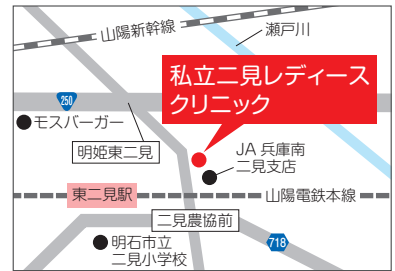 山陽新幹線
瀬戸川
私立二見レディース
クリニック
250
モスバーガー
明姫東二見
JA 兵庫南
二見支店
東二見駅
山陽電鉄本線
二見農協前
718
明石市立
二見小学校